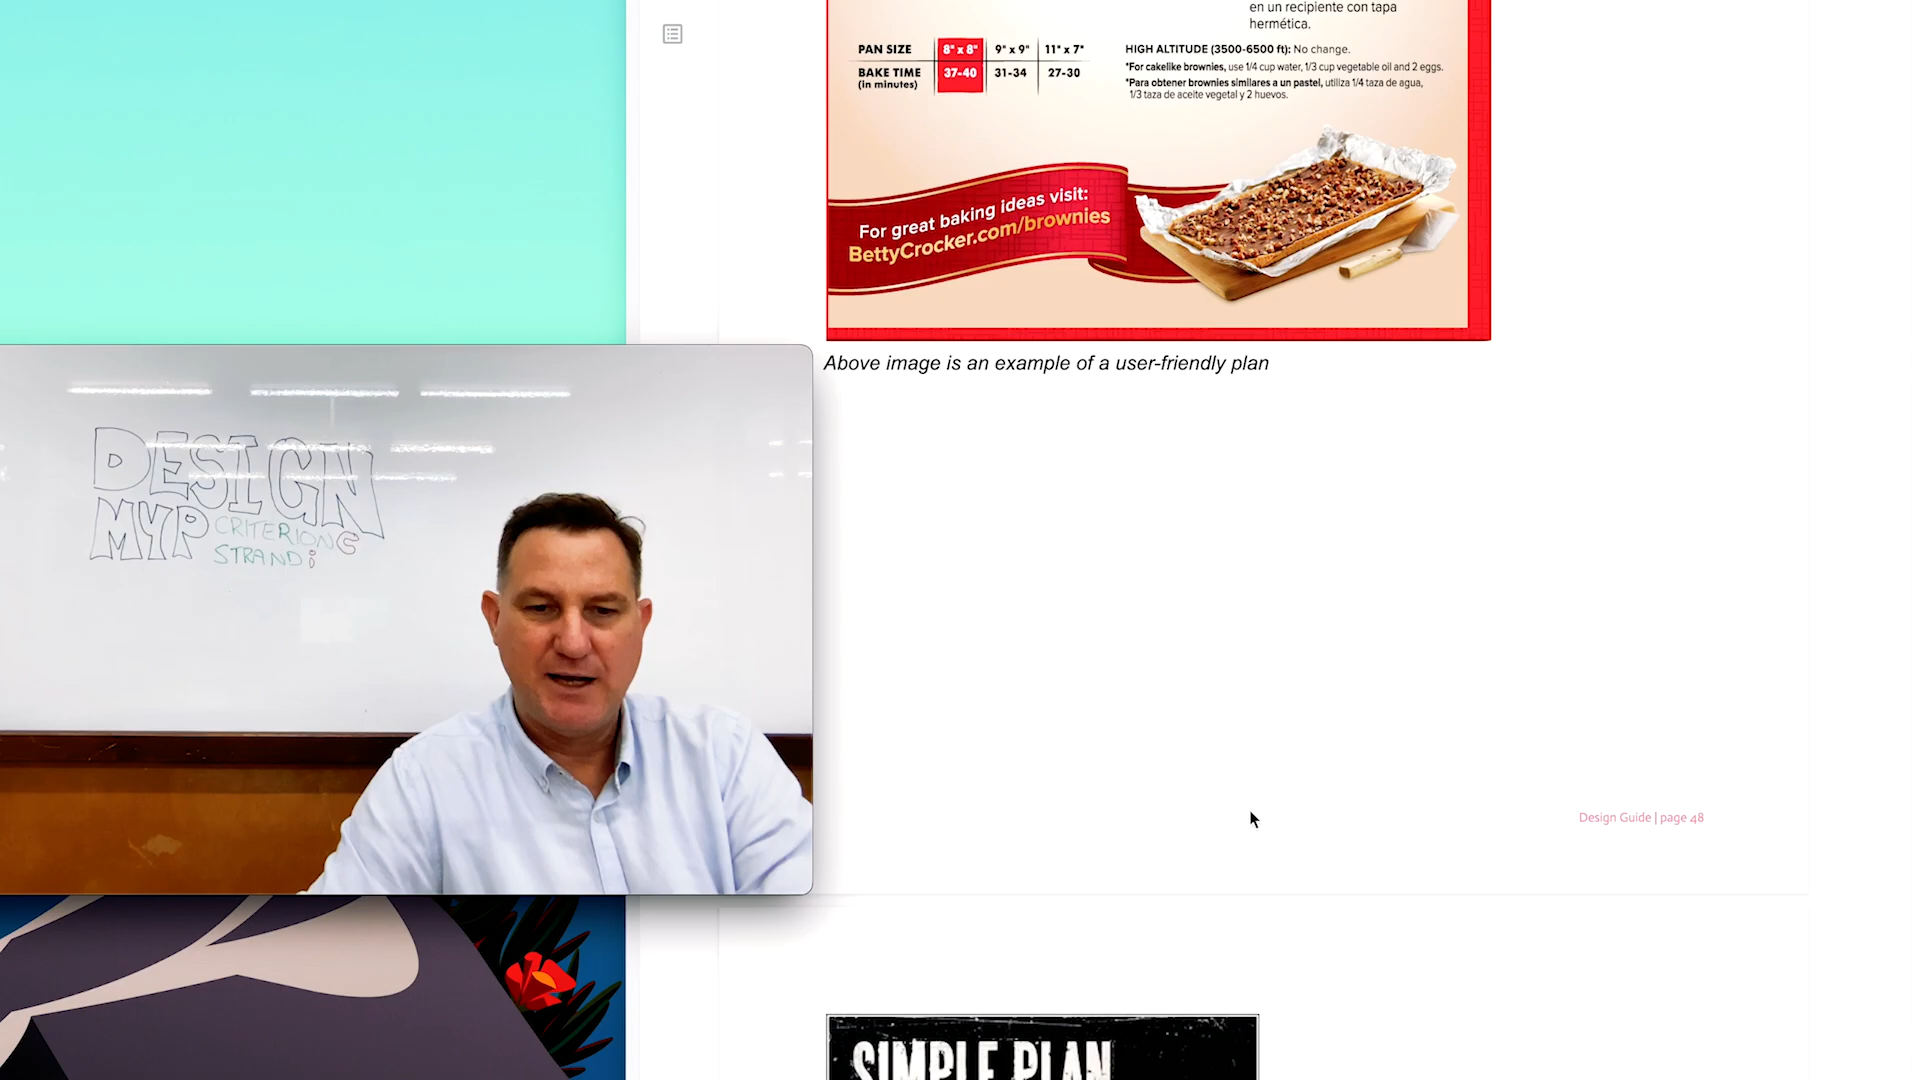 en un recipiente con tapa
hermética.
PAN SIZE 8" x 8" 9" x 9" 11" x 7"
BAKE TIME 37-40 31-34 27-30
(in minutes)
HIGH ALTITUDE (3500-6500 ft): No change.
*For cakelike brownies, use 1/4 cup water, 1/3 cup vegetable oil and 2 eggs.
*Para obtener brownies similares a un pastel, utiliza 1/4 taza de agua,
1/3 taza de aceite vegetal y 2 huevos.
For great baking ideas visit:
BettyCrocker.com/brownies
Above image is an example of a user-friendly plan
DESIGN
MYP CRITERION C
STRAND i
Design Guide | page 48
SIMPLE PLAN